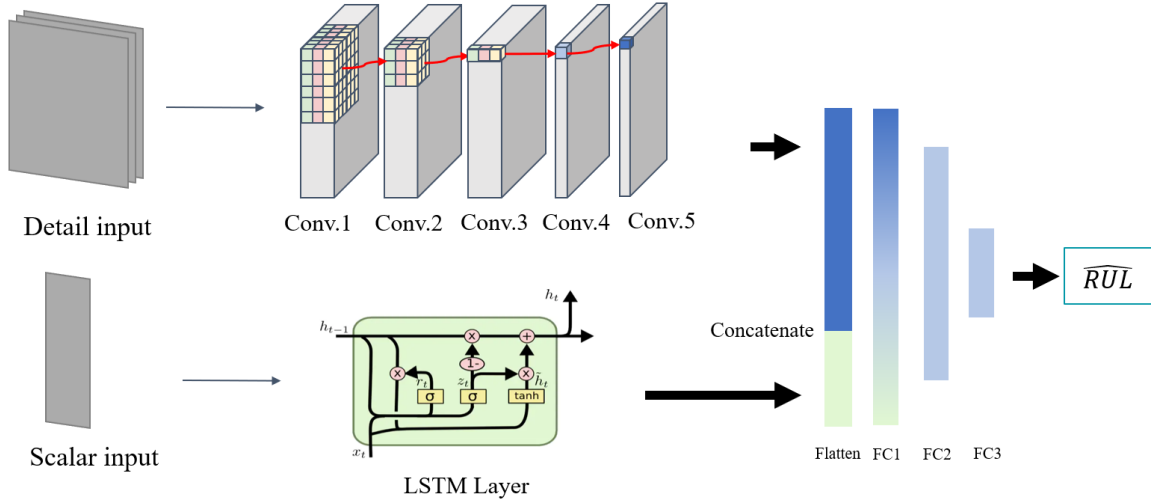 Detail input
Conv.1
Conv.2
Conv.3
Conv.4
Conv.5
Scalar input
h_{t-1}
h_t
x
+
1-
x
r_t
z_t
x
h̃_t
σ
σ
tanh
x_t
LSTM Layer
Concatenate
Flatten
FC1
FC2
FC3
\widehat{RUL}